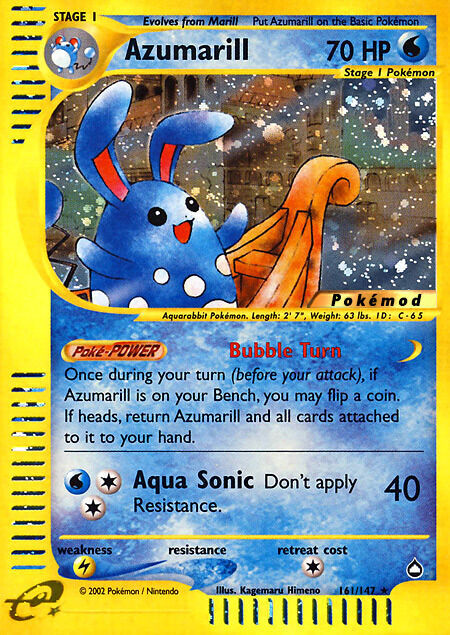 STAGE 1
Evolves from Marill
Put Azumarill on the Basic Pokémon
Azumarill
70 HP
Stage 1 Pokémon
Pokémod
Aquarabbit Pokémon. Length: 2' 7", Weight: 63 lbs. ID: C-65
Poké-POWER
Bubble Turn
Once during your turn (before your attack), if
Azumarill is on your Bench, you may flip a coin.
If heads, return Azumarill and all cards attached
to it to your hand.
Aqua Sonic Don't apply
Resistance.
40
weakness
resistance
retreat cost
© 2002 Pokémon / Nintendo
Illus. Kagemaru Himeno
161/147
e